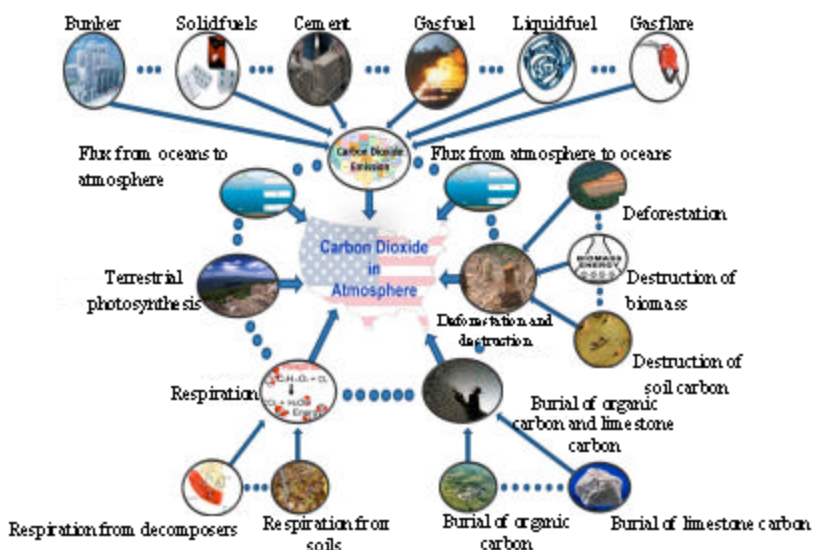 Bunker
Solidfuels
Cement
Gasfuel
Liquidfuel
Gasflare
Carbon Dioxide
Emission
Flux from oceans to
atmosphere
Flux from atmosphere to oceans
Deforestation
Carbon Dioxide
in
Atmosphere
BIOMASS
ENERGY
Terrestrial
photosynthesis
Destruction of
biomass
Deforestation and
destruction
Destruction of
soil carbon
Respiration
Energy
Burial of organic
carbon and limestone
carbon
Respiration from decomposers
Respiration from
soils
Burial of organic
carbon
Burial of limestone carbon